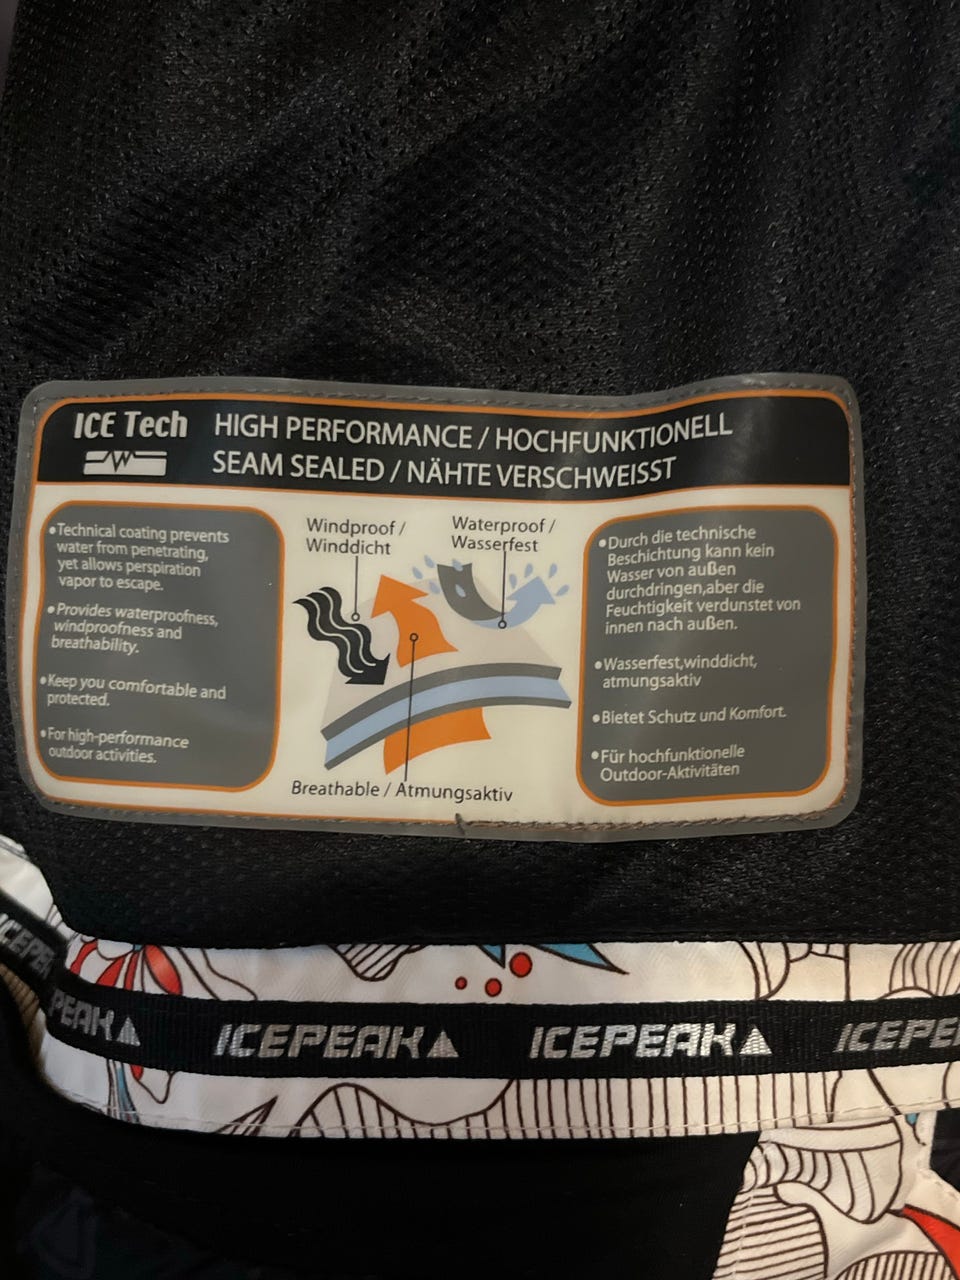 ICE Tech
HIGH PERFORMANCE / HOCHFUNKTIONELL
SEAM SEALED / NÄHTE VERSCHWEISST
•Technical coating prevents
water from penetrating,
yet allows perspiration
vapor to escape.
•Provides waterproofness,
windproofness and
breathability.
•Keep you comfortable and
protected.
•For high-performance
outdoor activities.
Windproof /
Winddicht
Waterproof /
Wasserfest
Breathable / Atmungsaktiv
•Durch die technische
Beschichtung kann kein
Wasser von außen
durchdringen,aber die
Feuchtigkeit verdunstet von
innen nach außen.
•Wasserfest,winddicht,
atmungsaktiv
•Bietet Schutz und Komfort.
•Für hochfunktionelle
Outdoor-Aktivitäten
ICEPEAK
PEAK ICEPEAK ICEPEAK ICEPE